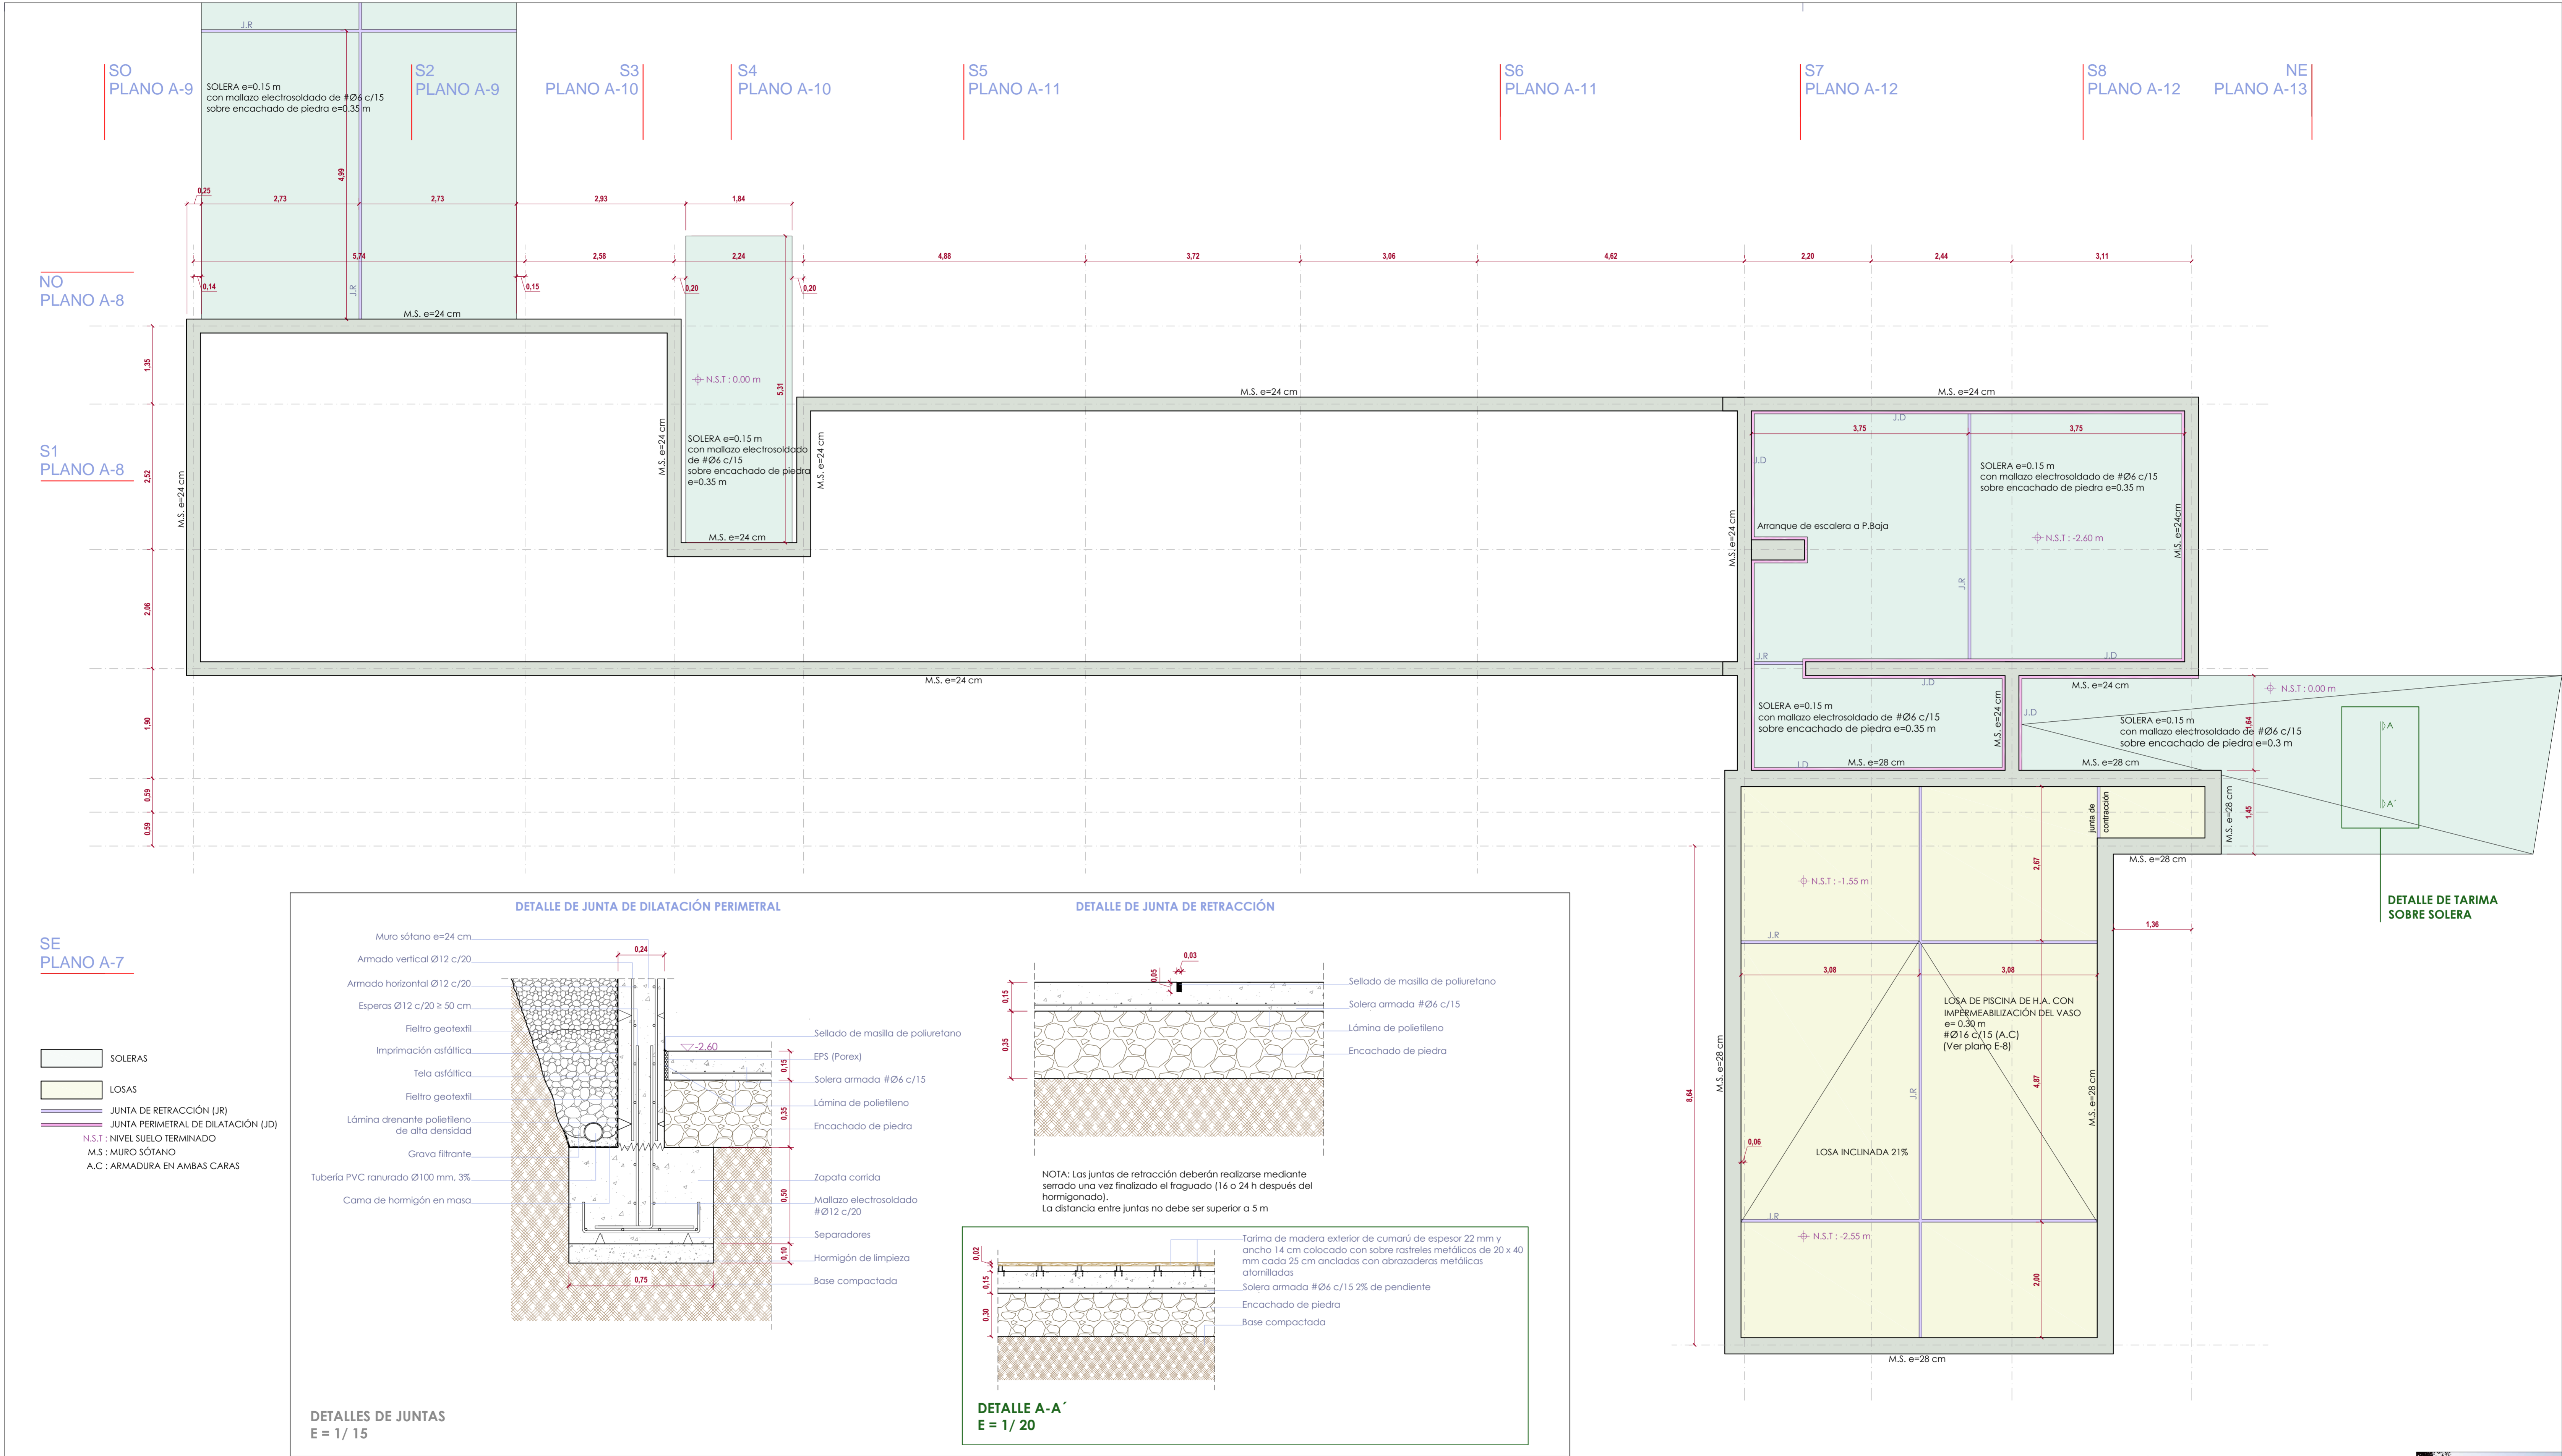 J.R
SO
PLANO A-9
SOLERA e=0.15 m
con mallazo electrosoldado de #Ø6 c/15
sobre encachado de piedra e=0.35 m
S2
PLANO A-9
S3
PLANO A-10
S4
PLANO A-10
S5
PLANO A-11
S6
PLANO A-11
S7
PLANO A-12
S8
PLANO A-12
NE
PLANO A-13
4,99
0,25
2,73
2,73
2,93
1,84
5,74
2,58
2,24
4,88
3,72
3,06
4,62
2,20
2,44
3,11
NO
PLANO A-8
0,14
J.R
0,15
0,20
0,20
M.S. e=24 cm
1,35
N.S.T : 0.00 m
5,31
M.S. e=24 cm
M.S. e=24 cm
J.D
3,75
3,75
S1
PLANO A-8
2,52
M.S. e=24 cm
M.S. e=24 cm
SOLERA e=0.15 m
con mallazo electrosoldado
de #Ø6 c/15
sobre encachado de piedra
e=0.35 m
M.S. e=24 cm
J.D
SOLERA e=0.15 m
con mallazo electrosoldado de #Ø6 c/15
sobre encachado de piedra e=0.35 m
M.S. e=24 cm
M.S. e=24 cm
Arranque de escalera a P.Baja
N.S.T : -2.60 m
M.S. e=24cm
2,06
J.R
J.R
J.D
M.S. e=24 cm
J.D
M.S. e=24 cm
N.S.T : 0.00 m
1,90
SOLERA e=0.15 m
con mallazo electrosoldado de #Ø6 c/15
sobre encachado de piedra e=0.35 m
M.S. e=24 cm
J.D
SOLERA e=0.15 m
con mallazo electrosoldado de #Ø6 c/15
sobre encachado de piedra e=0.3 m
1,64
A
A´
J.D
M.S. e=28 cm
M.S. e=28 cm
0,59
0,59
junta de
contracción
M.S. e=28 cm
1,45
M.S. e=28 cm
2,67
N.S.T : -1.55 m
DETALLE DE TARIMA
SOBRE SOLERA
1,36
J.R
3,08
3,08
LOSA DE PISCINA DE H.A. CON
IMPERMEABILIZACIÓN DEL VASO
e= 0.30 m
#Ø16 c/15 (A.C)
(Ver plano E-8)
M.S. e=28 cm
8,64
J.R
4,87
M.S. e=28 cm
0,06
LOSA INCLINADA 21%
J.R
N.S.T : -2.55 m
2,00
M.S. e=28 cm
SE
PLANO A-7
SOLERAS
LOSAS
JUNTA DE RETRACCIÓN (JR)
JUNTA PERIMETRAL DE DILATACIÓN (JD)
N.S.T : NIVEL SUELO TERMINADO
M.S : MURO SÓTANO
A.C : ARMADURA EN AMBAS CARAS
DETALLE DE JUNTA DE DILATACIÓN PERIMETRAL
Muro sótano e=24 cm
Armado vertical Ø12 c/20
Armado horizontal Ø12 c/20
Esperas Ø12 c/20 ≥ 50 cm
Fieltro geotextil
Imprimación asfáltica
Tela asfáltica
Fieltro geotextil
Lámina drenante polietileno
de alta densidad
Grava filtrante
Tubería PVC ranurado Ø100 mm, 3%
Cama de hormigón en masa
0,24
-2.60
0,15
0,35
0,50
0,10
0,75
Sellado de masilla de poliuretano
EPS (Porex)
Solera armada #Ø6 c/15
Lámina de polietileno
Encachado de piedra
Zapata corrida
Mallazo electrosoldado
#Ø12 c/20
Separadores
Hormigón de limpieza
Base compactada
DETALLE DE JUNTA DE RETRACCIÓN
0,03
0,05
0,15
0,35
Sellado de masilla de poliuretano
Solera armada #Ø6 c/15
Lámina de polietileno
Encachado de piedra
NOTA: Las juntas de retracción deberán realizarse mediante
serrado una vez finalizado el fraguado (16 o 24 h después del
hormigonado).
La distancia entre juntas no debe ser superior a 5 m
0,02
0,15
0,30
Tarima de madera exterior de cumarú de espesor 22 mm y
ancho 14 cm colocado con sobre rastreles metálicos de 20 x 40
mm cada 25 cm ancladas con abrazaderas metálicas
atornilladas
Solera armada #Ø6 c/15 2% de pendiente
Encachado de piedra
Base compactada
DETALLE A-A´
E = 1/ 20
DETALLES DE JUNTAS
E = 1/ 15